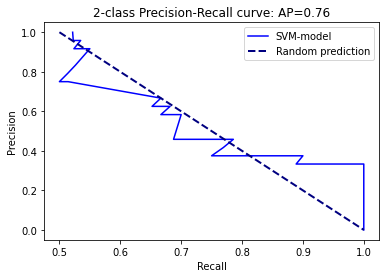 2-class Precision-Recall curve: AP=0.76
SVM-model
Random prediction
Precision
1.0
0.8
0.6
0.4
0.2
0.0
0.5
0.6
0.7
0.8
0.9
1.0
Recall